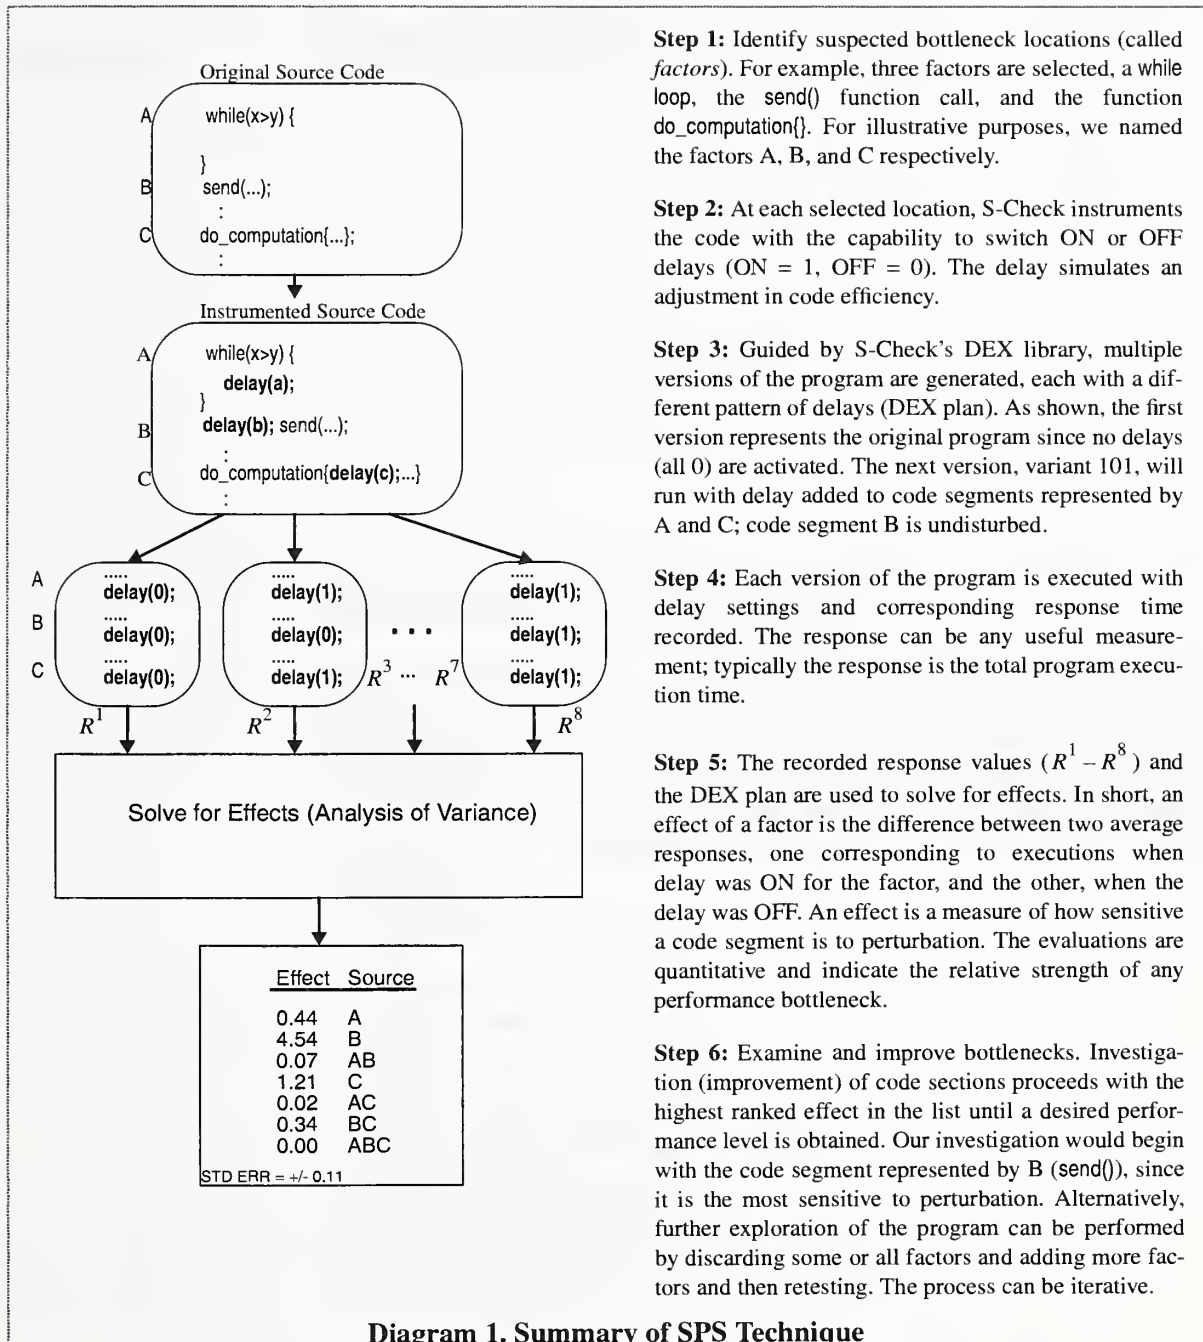 Original Source Code
A
while(x>y) {
}
B
send(...);
:
C
do_computation{...};
:
Instrumented Source Code
A
while(x>y) {
delay(a);
}
B
delay(b); send(...);
:
C
do_computation{delay(c);...}
:
A
.....
delay(0);
.....
delay(1);
.....
delay(1);
B
.....
delay(0);
.....
delay(0);
• • •
.....
delay(1);
C
.....
delay(0);
.....
delay(1);
R^3 ... R^7
.....
delay(1);
R^1
R^2
R^8
Solve for Effects (Analysis of Variance)
Effect Source
0.44 A
4.54 B
0.07 AB
1.21 C
0.02 AC
0.34 BC
0.00 ABC
STD ERR = +/- 0.11
Step 1: Identify suspected bottleneck locations (called
factors). For example, three factors are selected, a while
loop, the send() function call, and the function
do_computation{}. For illustrative purposes, we named
the factors A, B, and C respectively.
Step 2: At each selected location, S-Check instruments
the code with the capability to switch ON or OFF
delays (ON = 1, OFF = 0). The delay simulates an
adjustment in code efficiency.
Step 3: Guided by S-Check's DEX library, multiple
versions of the program are generated, each with a dif-
ferent pattern of delays (DEX plan). As shown, the first
version represents the original program since no delays
(all 0) are activated. The next version, variant 101, will
run with delay added to code segments represented by
A and C; code segment B is undisturbed.
Step 4: Each version of the program is executed with
delay settings and corresponding response time
recorded. The response can be any useful measure-
ment; typically the response is the total program execu-
tion time.
Step 5: The recorded response values (R^1 – R^8) and
the DEX plan are used to solve for effects. In short, an
effect of a factor is the difference between two average
responses, one corresponding to executions when
delay was ON for the factor, and the other, when the
delay was OFF. An effect is a measure of how sensitive
a code segment is to perturbation. The evaluations are
quantitative and indicate the relative strength of any
performance bottleneck.
Step 6: Examine and improve bottlenecks. Investiga-
tion (improvement) of code sections proceeds with the
highest ranked effect in the list until a desired perfor-
mance level is obtained. Our investigation would begin
with the code segment represented by B (send()), since
it is the most sensitive to perturbation. Alternatively,
further exploration of the program can be performed
by discarding some or all factors and adding more fac-
tors and then retesting. The process can be iterative.
Diagram 1. Summary of SPS Technique